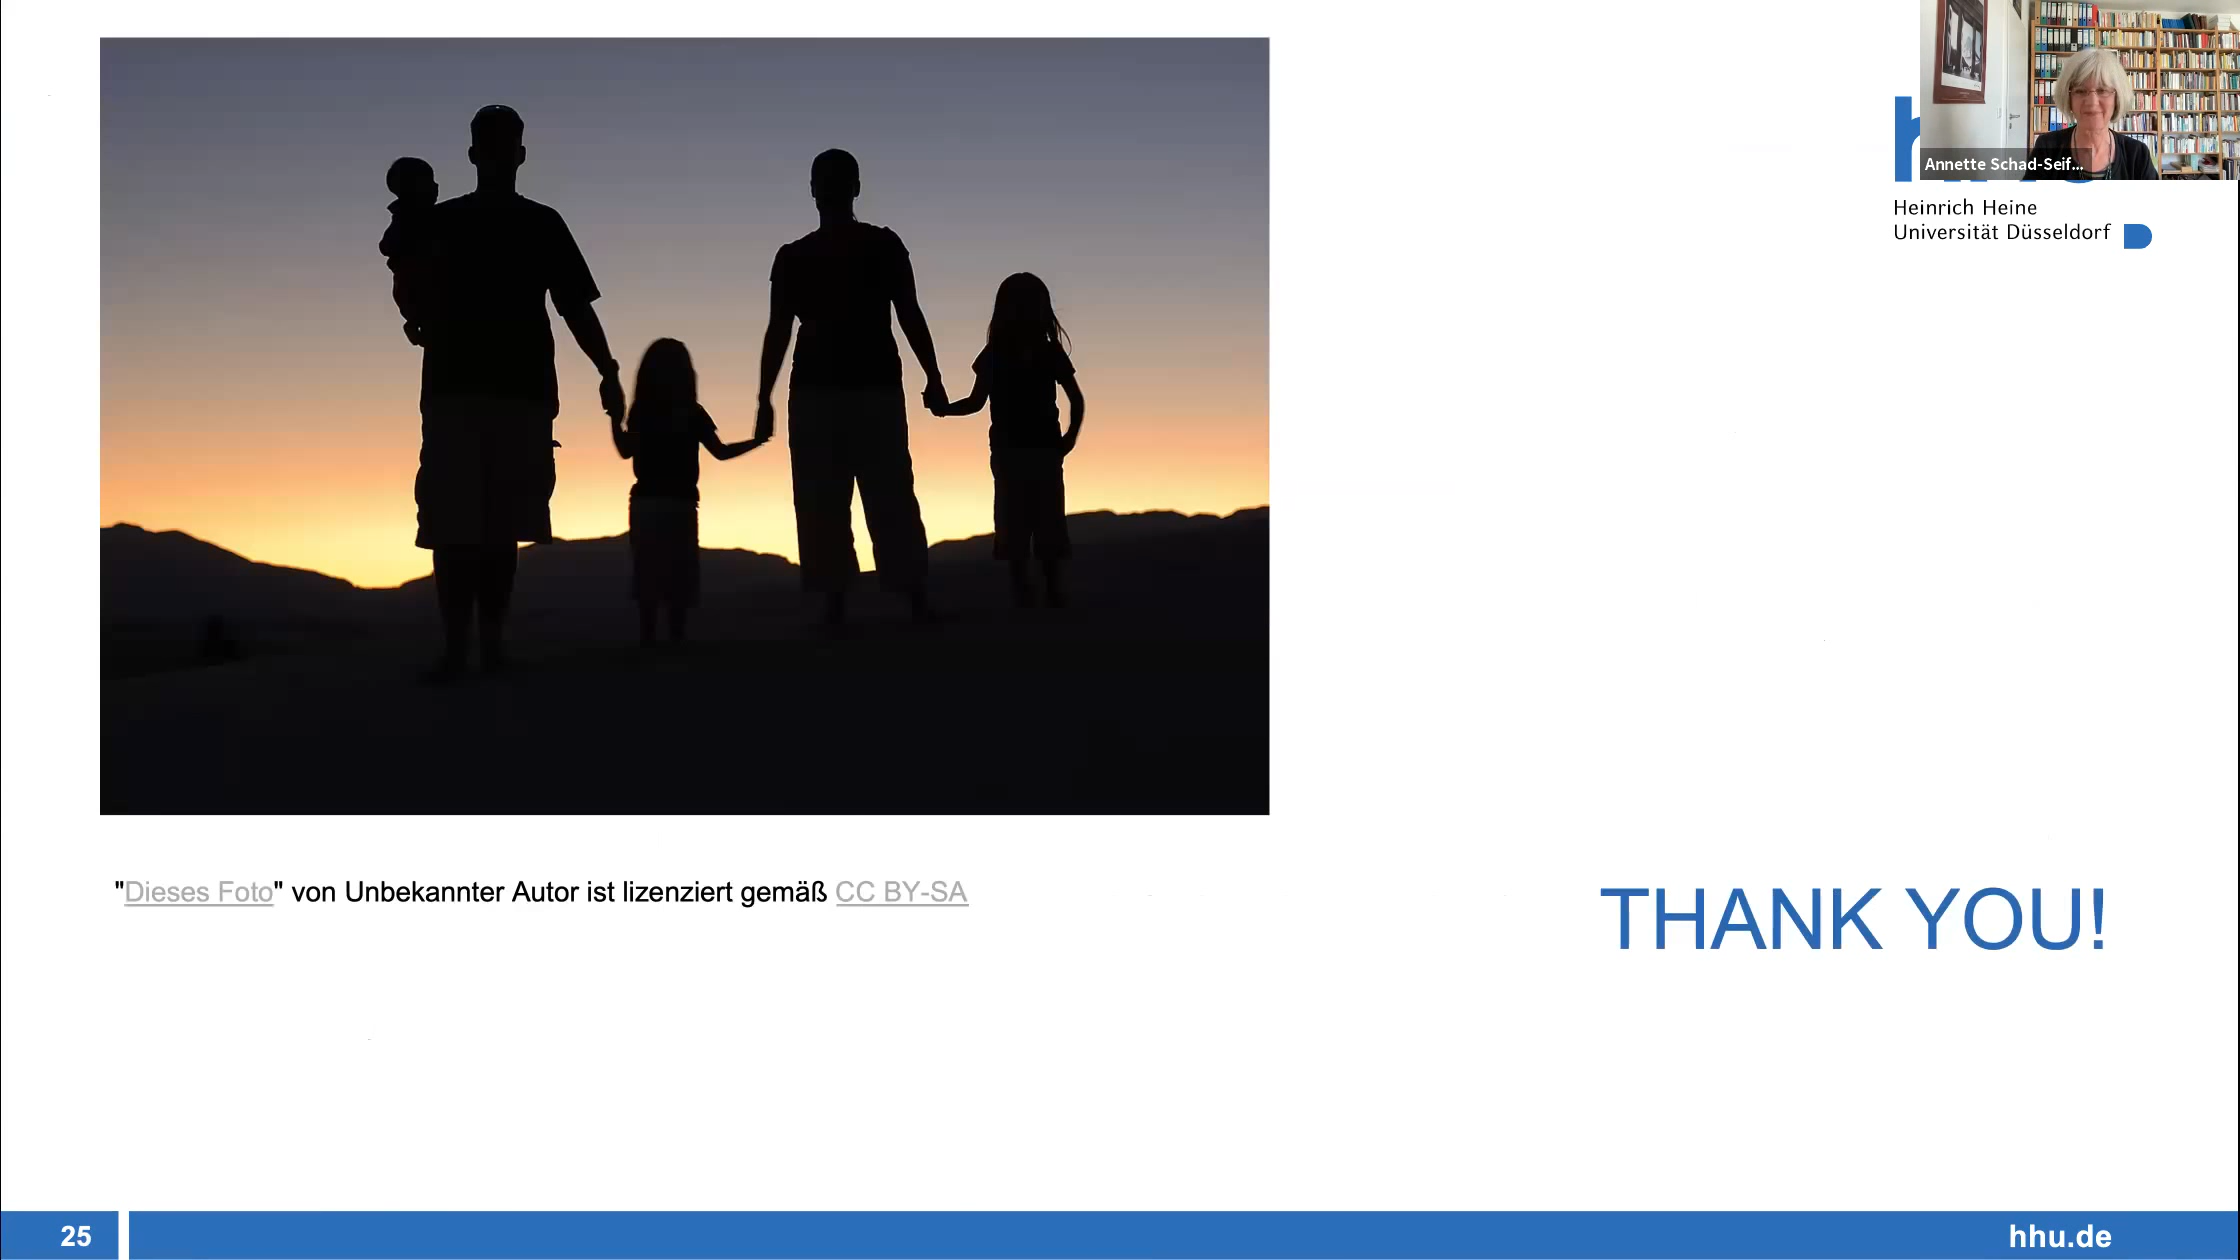 Annette Schad-Seif...
Heinrich Heine
Universität Düsseldorf
"Dieses Foto" von Unbekannter Autor ist lizenziert gemäß CC BY-SA
THANK YOU!
25
hhu.de